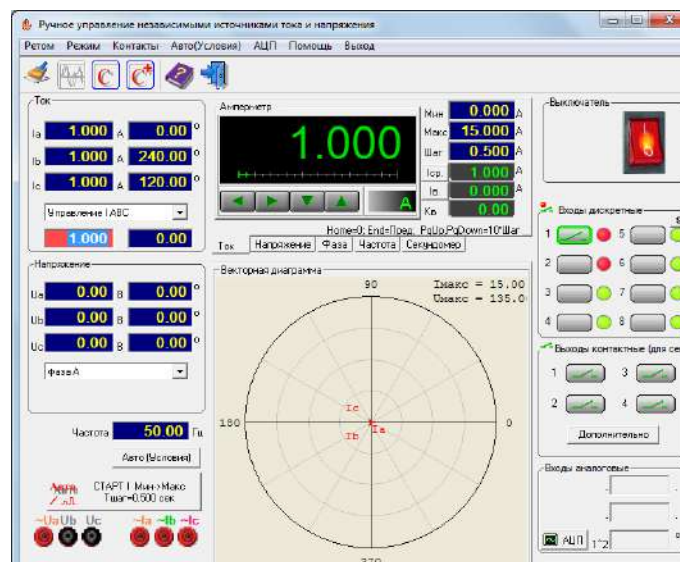 Ручное управление независимыми источниками тока и напряжения
Ретом Режим Контакты Авто(Условия) АЦП Помощь Выход
Ток
Ia 1.000 А 0.00 °
Ib 1.000 А 240.00 °
Ic 1.000 А 120.00 °
Управление I ABC
1.000 0.00
Напряжение
Ua 0.00 В 0.00 °
Ub 0.00 В 0.00 °
Uc 0.00 В 0.00 °
Фаза А
Частота 50.00 Гц
Авто (Условия)
СТАРТ I Мин->Макс
Tшаг=0.500 сек
~Ua Ub Uc ~Ia ~Ib ~Ic
Амперметр
1.000
A
Мин 0.000 А
Макс 15.000 А
Шаг 0.500 А
Iср. 1.000 А
Iв 0.000 А
Кв 0.00
Home=0; End=Пред; PgUp,PgDown=10*Шаг
Ток Напряжение Фаза Частота Секундомер
Векторная диаграмма
Iмакс = 15.00
Uмакс = 135.0
90
180
0
270
Ic
Ib
Ia
Выключатель
Входы дискретные
1 5
2 6
3 7
4 8
Выходы контактные (для се
1 3
2 4
Дополнительно
Входы аналоговые
АЦП 1^2